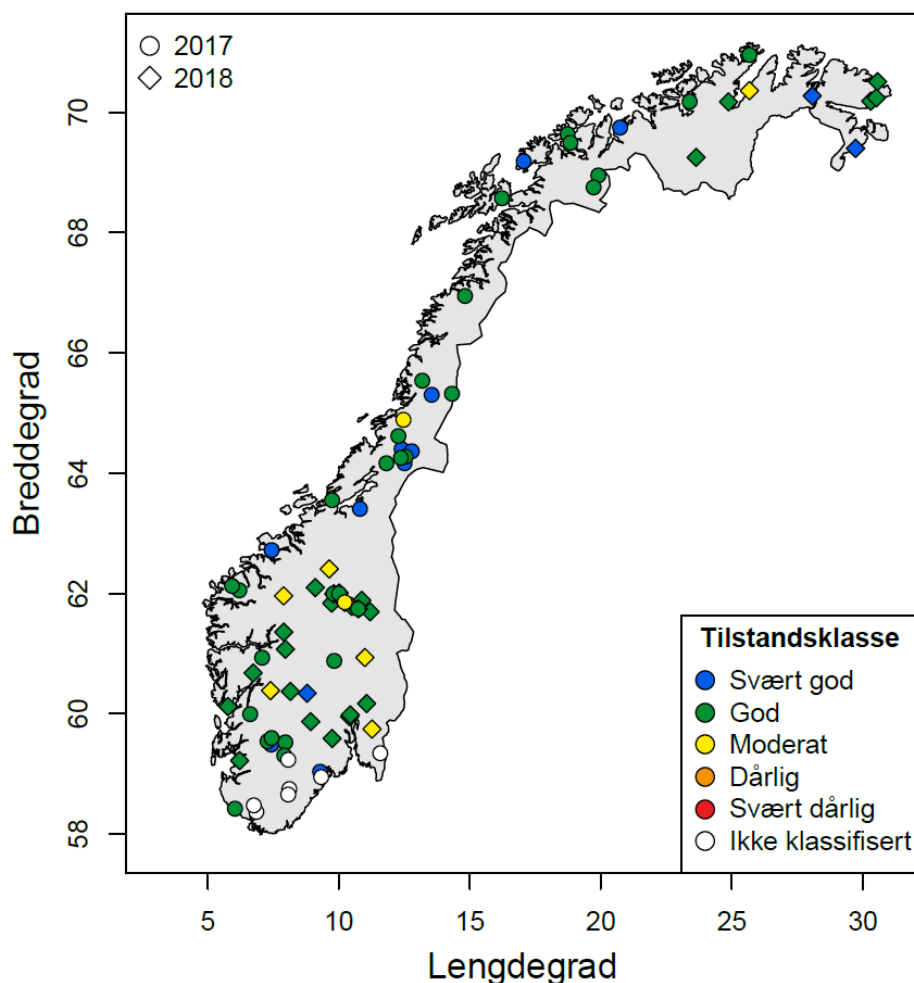 2017
2018
70
68
66
64
62
60
58
Breddegrad
Tilstandsklasse
Svært god
God
Moderat
Dårlig
Svært dårlig
Ikke klassifisert
5 10 15 20 25 30
Lengdegrad